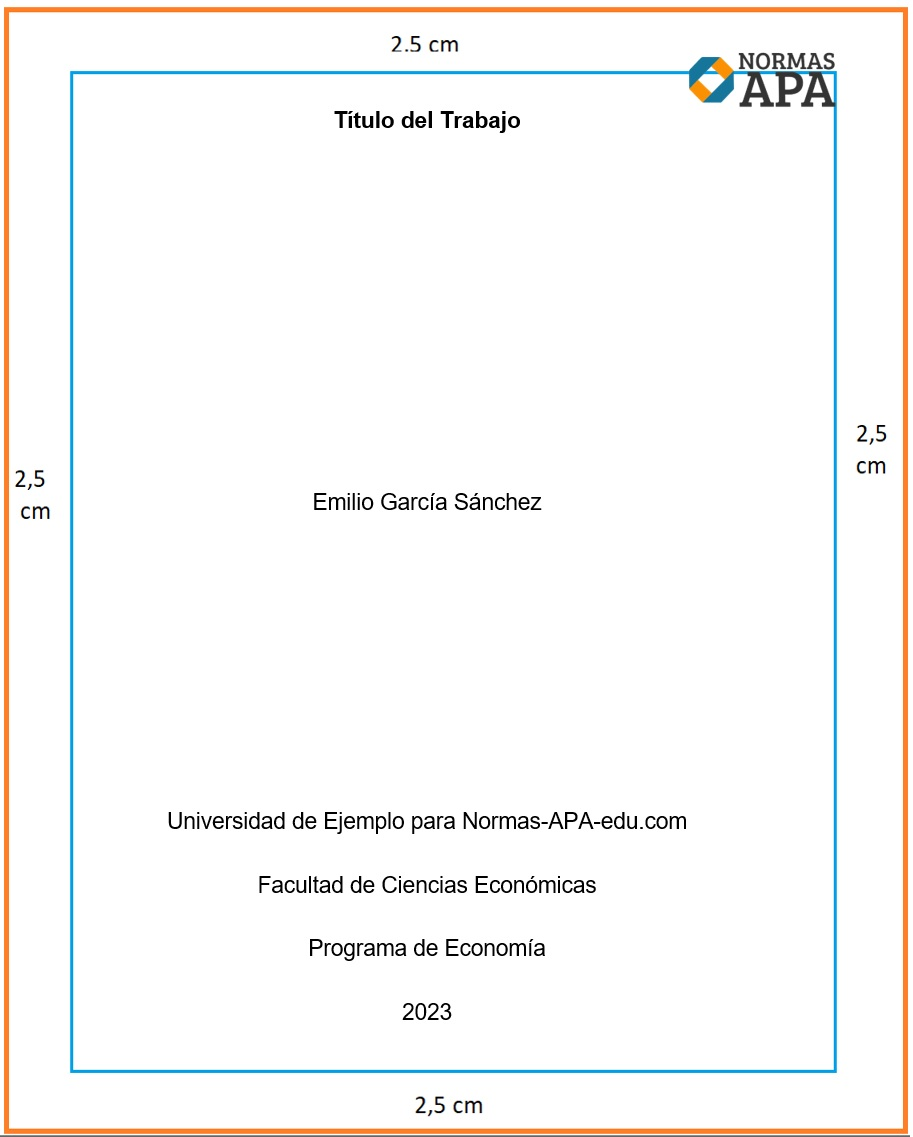 2.5 cm
NORMAS
APA
Título del Trabajo
2,5
cm
2,5
cm
Emilio García Sánchez
Universidad de Ejemplo para Normas-APA-edu.com
Facultad de Ciencias Económicas
Programa de Economía
2023
2,5 cm